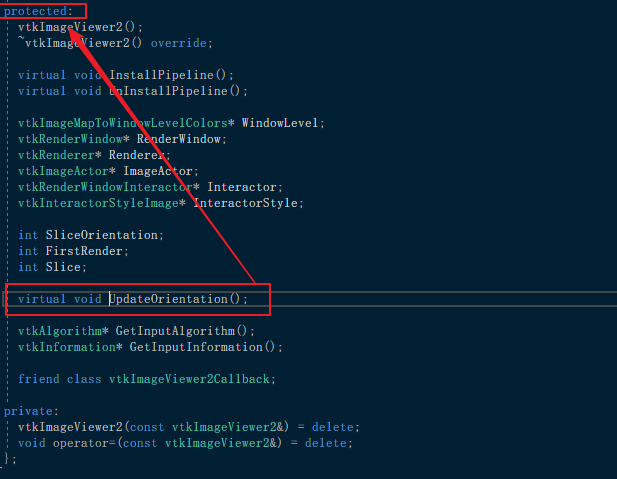 protected:
vtkImageViewer2();
~vtkImageViewer2() override;
virtual void InstallPipeline();
virtual void UnInstallPipeline();
vtkImageMapToWindowLevelColors* WindowLevel;
vtkRenderWindow* RenderWindow;
vtkRenderer* Renderer;
vtkImageActor* ImageActor;
vtkRenderWindowInteractor* Interactor;
vtkInteractorStyleImage* InteractorStyle;
int SliceOrientation;
int FirstRender;
int Slice;
virtual void UpdateOrientation();
vtkAlgorithm* GetInputAlgorithm();
vtkInformation* GetInputInformation();
friend class vtkImageViewer2Callback;
private:
vtkImageViewer2(const vtkImageViewer2&) = delete;
void operator=(const vtkImageViewer2&) = delete;
};